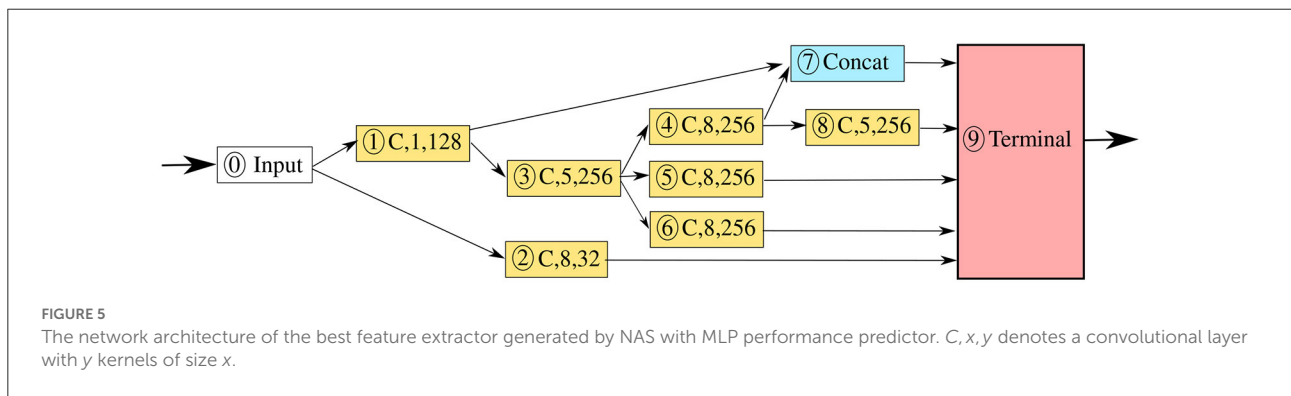 ⑦ Concat
① C,1,128
④ C,8,256
⑧ C,5,256
⑨ Terminal
⓪ Input
③ C,5,256
⑤ C,8,256
⑥ C,8,256
② C,8,32
FIGURE 5
The network architecture of the best feature extractor generated by NAS with MLP performance predictor. C, x, y denotes a convolutional layer
with y kernels of size x.